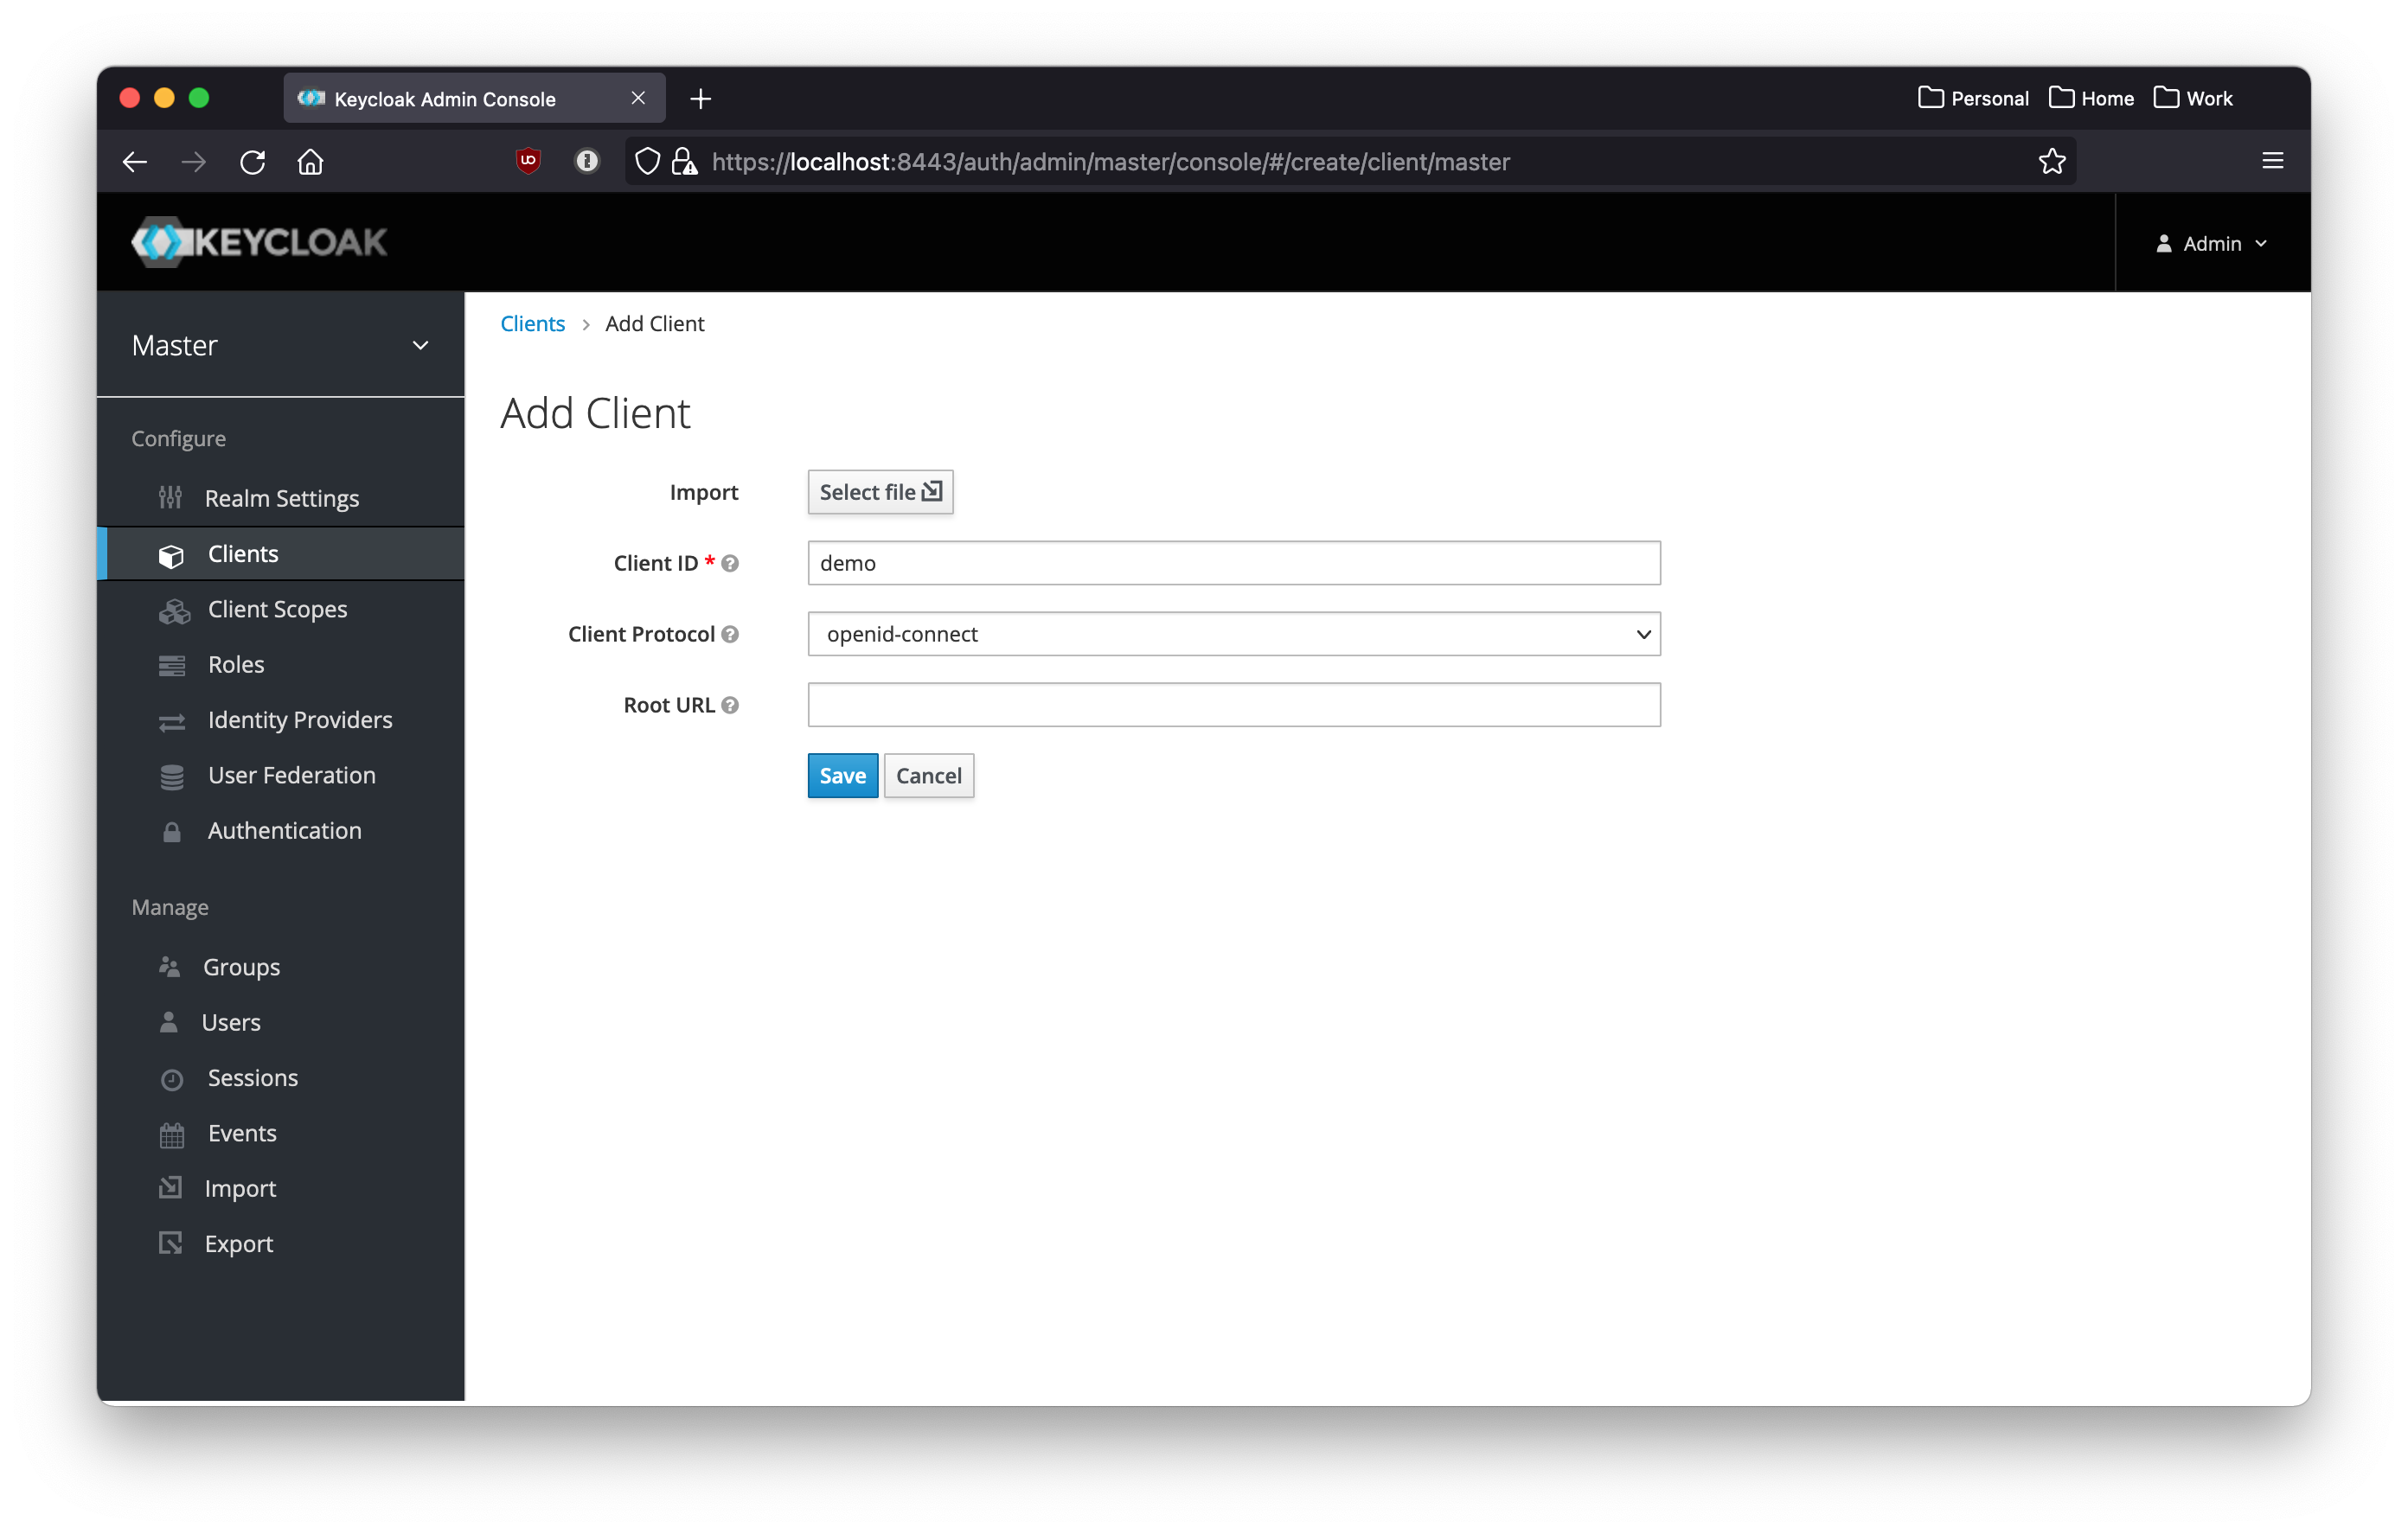 Keycloak Admin Console
Personal Home Work
https://localhost:8443/auth/admin/master/console/#/create/client/master
KEYCLOAK
Admin
Master
Configure
Realm Settings
Clients
Client Scopes
Roles
Identity Providers
User Federation
Authentication
Manage
Groups
Users
Sessions
Events
Import
Export
Clients > Add Client
Add Client
Import Select file
Client ID * demo
Client Protocol openid-connect
Root URL
Save Cancel